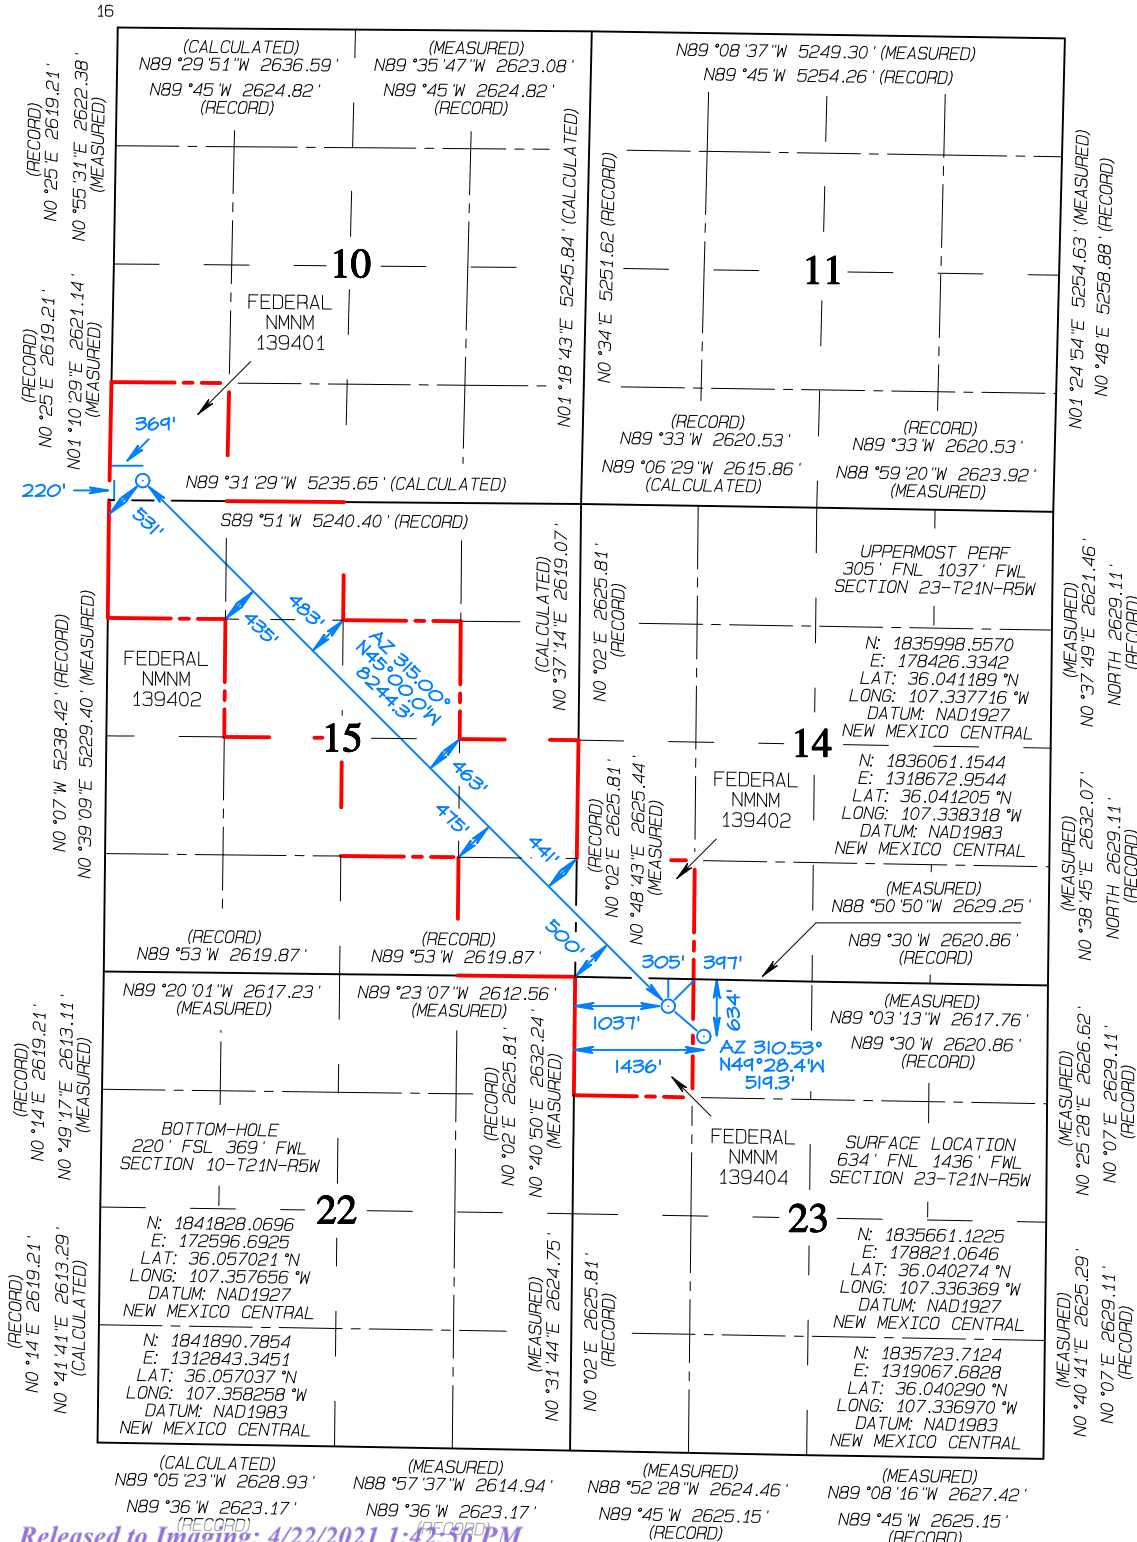 16
(CALCULATED)
N89°29'51"W 2636.59'
N89°45'W 2624.82'
(RECORD)
(MEASURED)
N89°35'47"W 2623.08'
N89°45'W 2624.82'
(RECORD)
N89°08'37"W 5249.30' (MEASURED)
N89°45'W 5254.26' (RECORD)
(RECORD)
N0°25'E 2619.21'
N0°55'31"E 2622.38'
(MEASURED)
(RECORD)
N0°25'E 2619.21'
N01°10'29"E 2621.14'
(MEASURED)
N01°18'43"E 5245.84' (CALCULATED)
N0°34'E 5251.62 (RECORD)
N01°24'54"E 5254.63' (MEASURED)
N0°48'E 5258.88' (RECORD)
10
11
FEDERAL
NMNM
139401
369'
220'
531'
N89°31'29"W 5235.65' (CALCULATED)
S89°51'W 5240.40' (RECORD)
(RECORD)
N89°33'W 2620.53'
N89°06'29"W 2615.86'
(CALCULATED)
(RECORD)
N89°33'W 2620.53'
N88°59'20"W 2623.92'
(MEASURED)
N0°07'W 5238.42' (RECORD)
N0°39'09"E 5229.40' (MEASURED)
435'
483'
AZ 315.00°
N45°00.0'W
8244.3'
FEDERAL
NMNM
139402
15
463'
475'
441'
500'
(CALCULATED)
N0°37'14"E 2619.07'
N0°02'E 2625.81'
(RECORD)
(RECORD)
N0°02'E 2625.81'
N0°48'43"E 2625.44'
(MEASURED)
UPPERMOST PERF
305' FNL 1037' FWL
SECTION 23-T21N-R5W
N: 1835998.5570
E: 178426.3342
LAT: 36.041189°N
LONG: 107.337716°W
DATUM: NAD1927
NEW MEXICO CENTRAL
14
N: 1836061.1544
E: 1318672.9544
LAT: 36.041205°N
LONG: 107.338318°W
DATUM: NAD1983
NEW MEXICO CENTRAL
FEDERAL
NMNM
139402
(MEASURED)
N0°37'49"E 2621.46'
NORTH 2629.11'
(RECORD)
(MEASURED)
N0°38'45"E 2632.07'
NORTH 2629.11'
(RECORD)
(MEASURED)
N88°50'50"W 2629.25'
N89°30'W 2620.86'
(RECORD)
(RECORD)
N89°53'W 2619.87'
(RECORD)
N89°53'W 2619.87'
N89°20'01"W 2617.23'
(MEASURED)
N89°23'07"W 2612.56'
(MEASURED)
305'
397'
634'
1037'
1436'
AZ 310.53°
N49°28.4'W
519.3'
(MEASURED)
N89°03'13"W 2617.76'
N89°30'W 2620.86'
(RECORD)
(RECORD)
N0°14'E 2619.21'
N0°49'17"E 2613.11'
(MEASURED)
(RECORD)
N0°02'E 2625.81'
N0°40'50"E 2632.24'
(MEASURED)
(MEASURED)
N0°25'28"E 2626.62'
N0°07'E 2629.11'
(RECORD)
BOTTOM-HOLE
220' FSL 369' FWL
SECTION 10-T21N-R5W
22
N: 1841828.0696
E: 172596.6925
LAT: 36.057021°N
LONG: 107.357656°W
DATUM: NAD1927
NEW MEXICO CENTRAL
N: 1841890.7854
E: 1312843.3451
LAT: 36.057037°N
LONG: 107.358258°W
DATUM: NAD1983
NEW MEXICO CENTRAL
FEDERAL
NMNM
139404
SURFACE LOCATION
634' FNL 1436' FWL
SECTION 23-T21N-R5W
23
N: 1835661.1225
E: 178821.0646
LAT: 36.040274°N
LONG: 107.336369°W
DATUM: NAD1927
NEW MEXICO CENTRAL
N: 1835723.7124
E: 1319067.6828
LAT: 36.040290°N
LONG: 107.336970°W
DATUM: NAD1983
NEW MEXICO CENTRAL
(RECORD)
N0°14'E 2619.21'
N0°41'41"E 2613.29'
(CALCULATED)
(MEASURED)
N0°31'44"E 2624.75'
N0°02'E 2625.81'
(RECORD)
(MEASURED)
N0°40'41"E 2625.29'
N0°07'E 2629.11'
(RECORD)
(CALCULATED)
N89°05'23"W 2628.93'
N89°36'W 2623.17'
(RECORD)
(MEASURED)
N88°57'37"W 2614.94'
N89°36'W 2623.17'
(RECORD)
(MEASURED)
N88°52'28"W 2624.46'
N89°45'W 2625.15'
(RECORD)
(MEASURED)
N89°08'16"W 2627.42'
N89°45'W 2625.15'
(RECORD)
Released to Imaging: 4/22/2021 1:42:56 PM